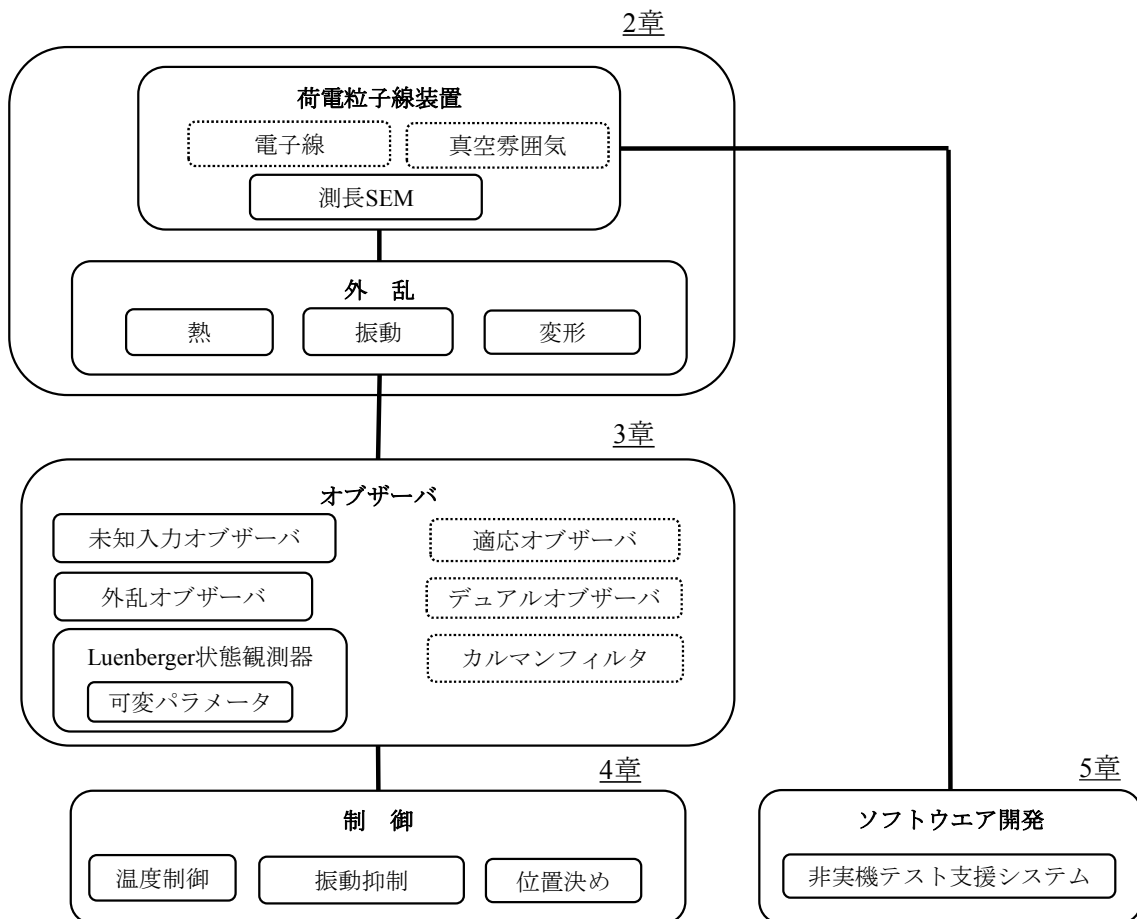 2章
荷電粒子線装置
電子線
真空雰囲気
測長SEM
外　乱
熱
振動
変形
3章
オブザーバ
未知入力オブザーバ
適応オブザーバ
外乱オブザーバ
デュアルオブザーバ
Luenberger状態観測器
カルマンフィルタ
可変パラメータ
4章
制　御
温度制御
振動抑制
位置決め
5章
ソフトウエア開発
非実機テスト支援システム